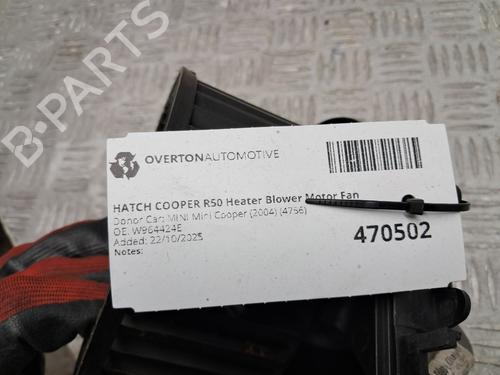 B-PARTS
OVERTONAUTOMOTIVE
HATCH COOPER R50 Heater Blower Motor Fan
Donor Car: MINI Mini Cooper (2004) (4756)
OE: W964424E
Added: 22/10/2025
Notes:
470502